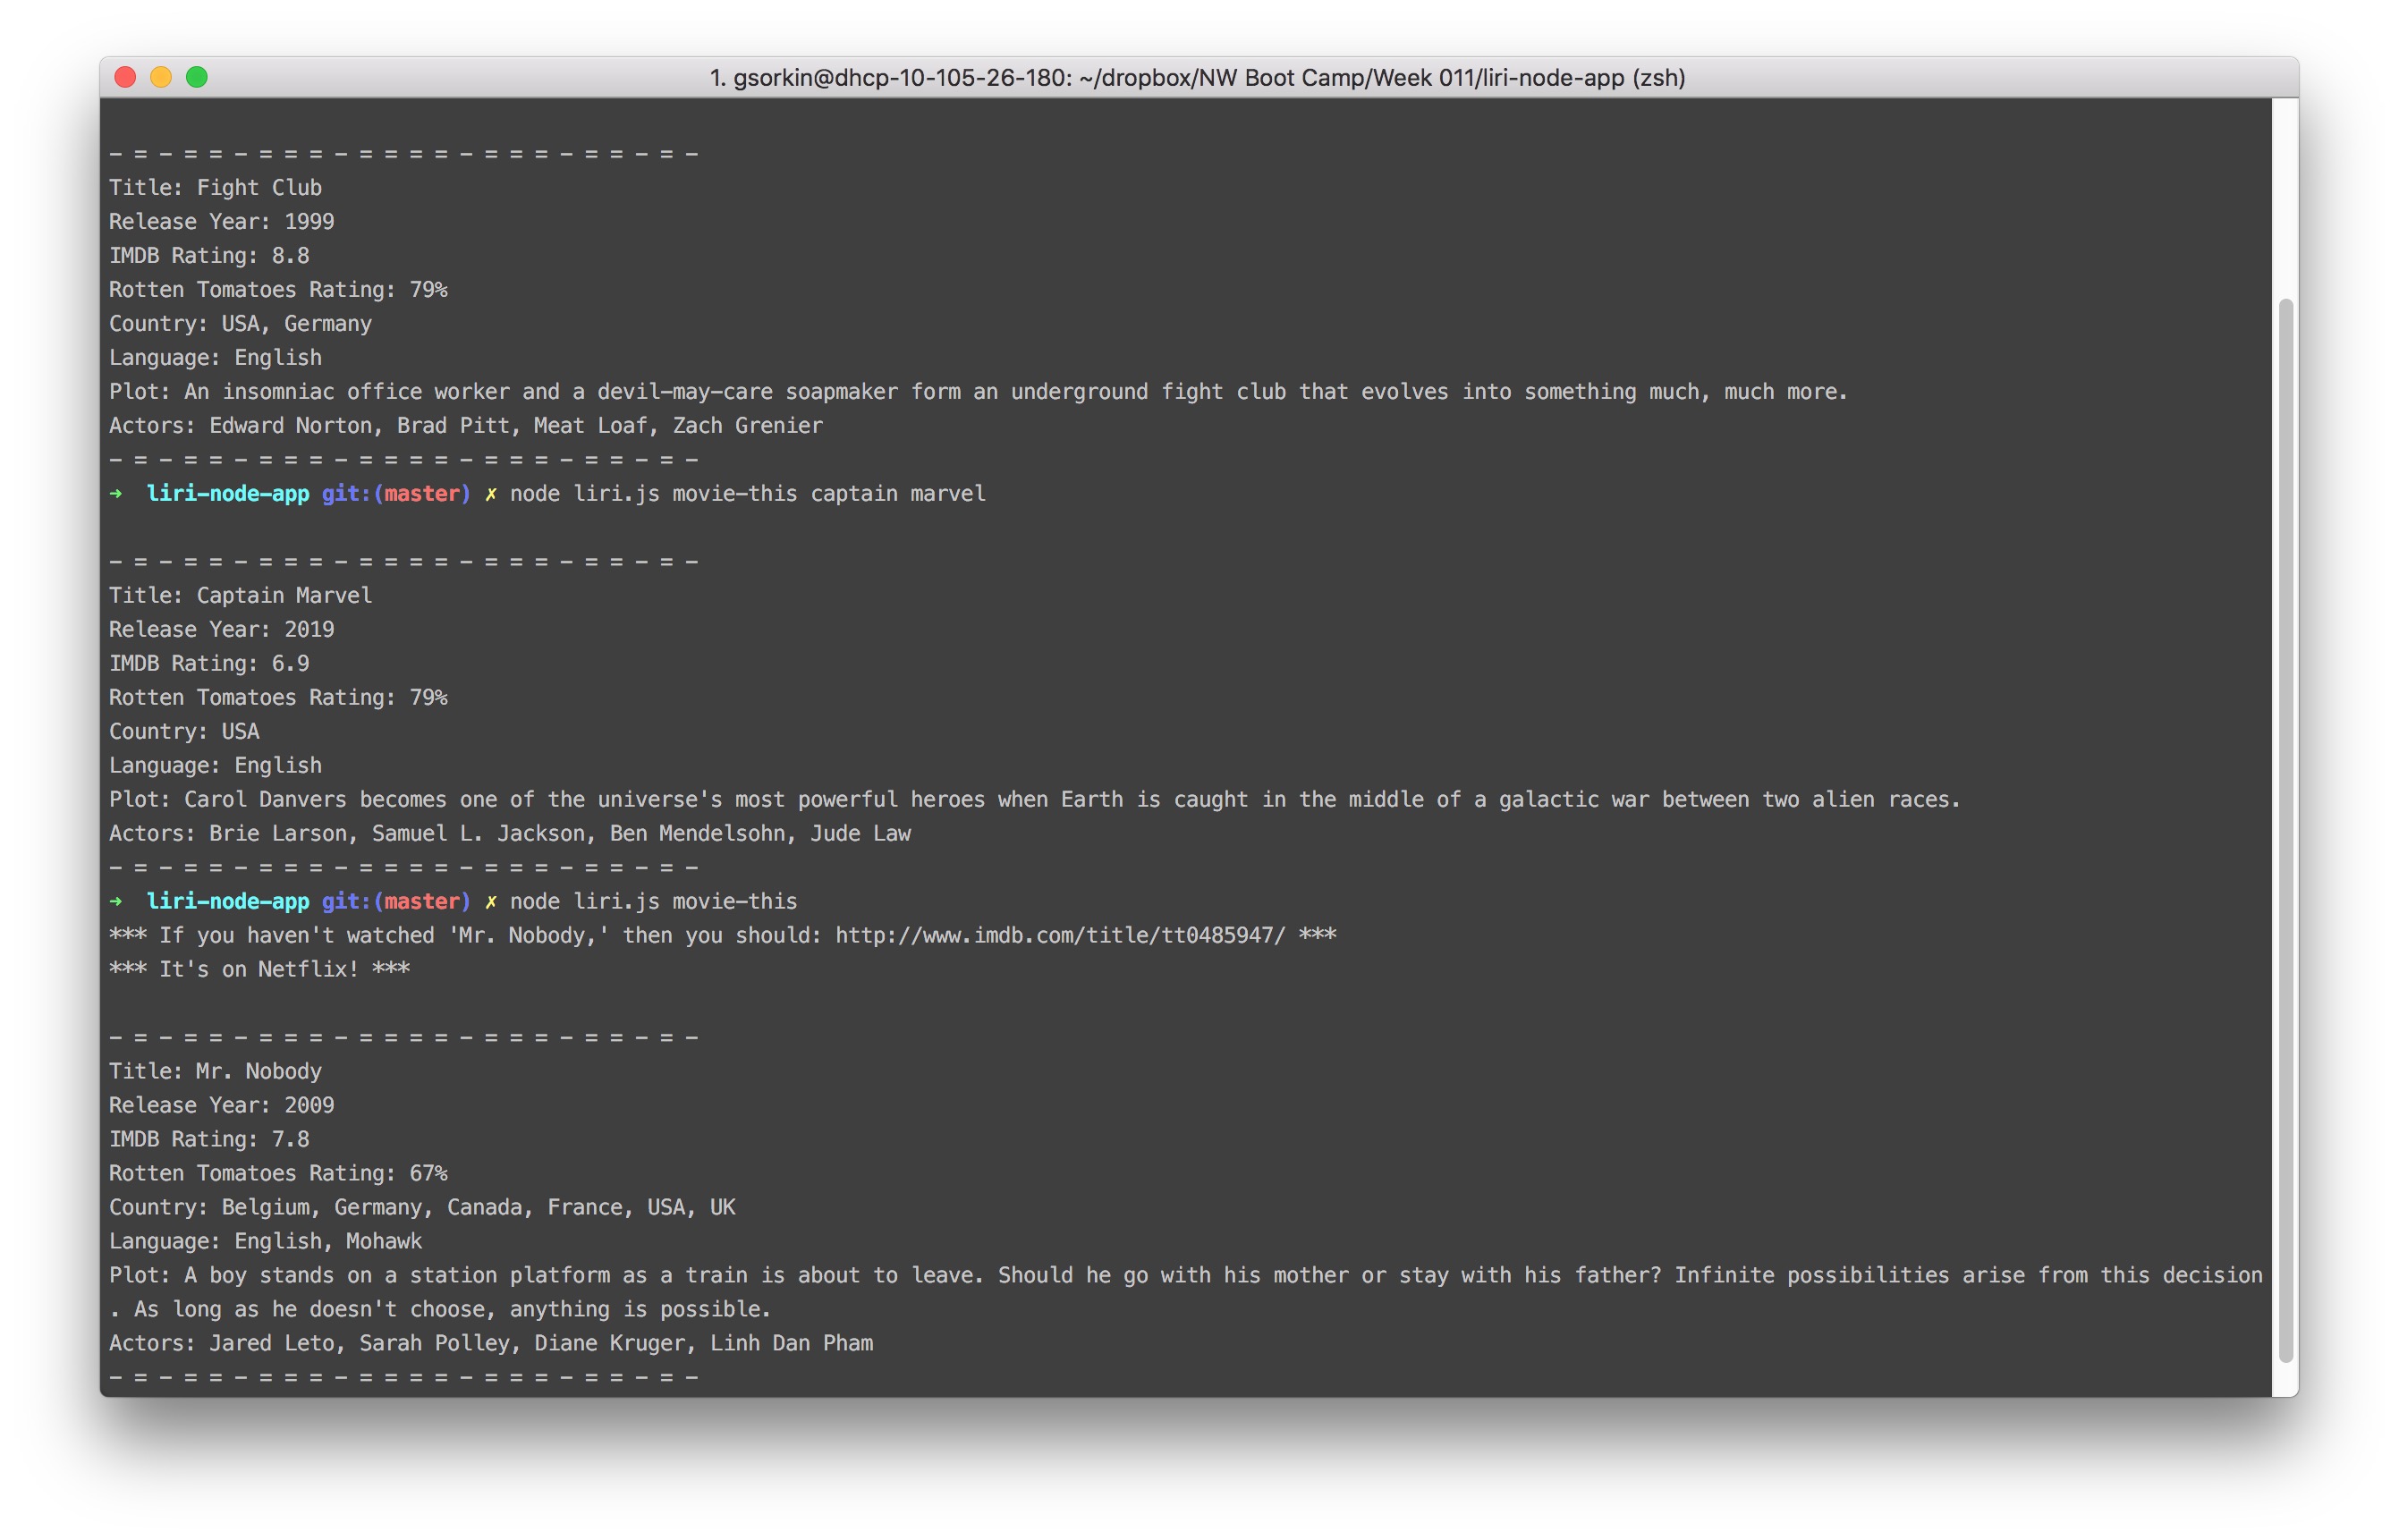 1. gsorkin@dhcp-10-105-26-180: ~/dropbox/NW Boot Camp/Week 011/liri-node-app (zsh)
- = - = = - = = = - = = = = - = = = - = = - = -
Title: Fight Club
Release Year: 1999
IMDB Rating: 8.8
Rotten Tomatoes Rating: 79%
Country: USA, Germany
Language: English
Plot: An insomniac office worker and a devil-may-care soapmaker form an underground fight club that evolves into something much, much more.
Actors: Edward Norton, Brad Pitt, Meat Loaf, Zach Grenier
- = - = = - = = = - = = = = - = = = - = = - = -
➜  liri-node-app git:(master) ✗ node liri.js movie-this captain marvel
- = - = = - = = = - = = = = - = = = - = = - = -
Title: Captain Marvel
Release Year: 2019
IMDB Rating: 6.9
Rotten Tomatoes Rating: 79%
Country: USA
Language: English
Plot: Carol Danvers becomes one of the universe's most powerful heroes when Earth is caught in the middle of a galactic war between two alien races.
Actors: Brie Larson, Samuel L. Jackson, Ben Mendelsohn, Jude Law
- = - = = - = = = - = = = = - = = = - = = - = -
➜  liri-node-app git:(master) ✗ node liri.js movie-this
*** If you haven't watched 'Mr. Nobody,' then you should: http://www.imdb.com/title/tt0485947/ ***
*** It's on Netflix! ***
- = - = = - = = = - = = = = - = = = - = = - = -
Title: Mr. Nobody
Release Year: 2009
IMDB Rating: 7.8
Rotten Tomatoes Rating: 67%
Country: Belgium, Germany, Canada, France, USA, UK
Language: English, Mohawk
Plot: A boy stands on a station platform as a train is about to leave. Should he go with his mother or stay with his father? Infinite possibilities arise from this decision
. As long as he doesn't choose, anything is possible.
Actors: Jared Leto, Sarah Polley, Diane Kruger, Linh Dan Pham
- = - = = - = = = - = = = = - = = = - = = - = -